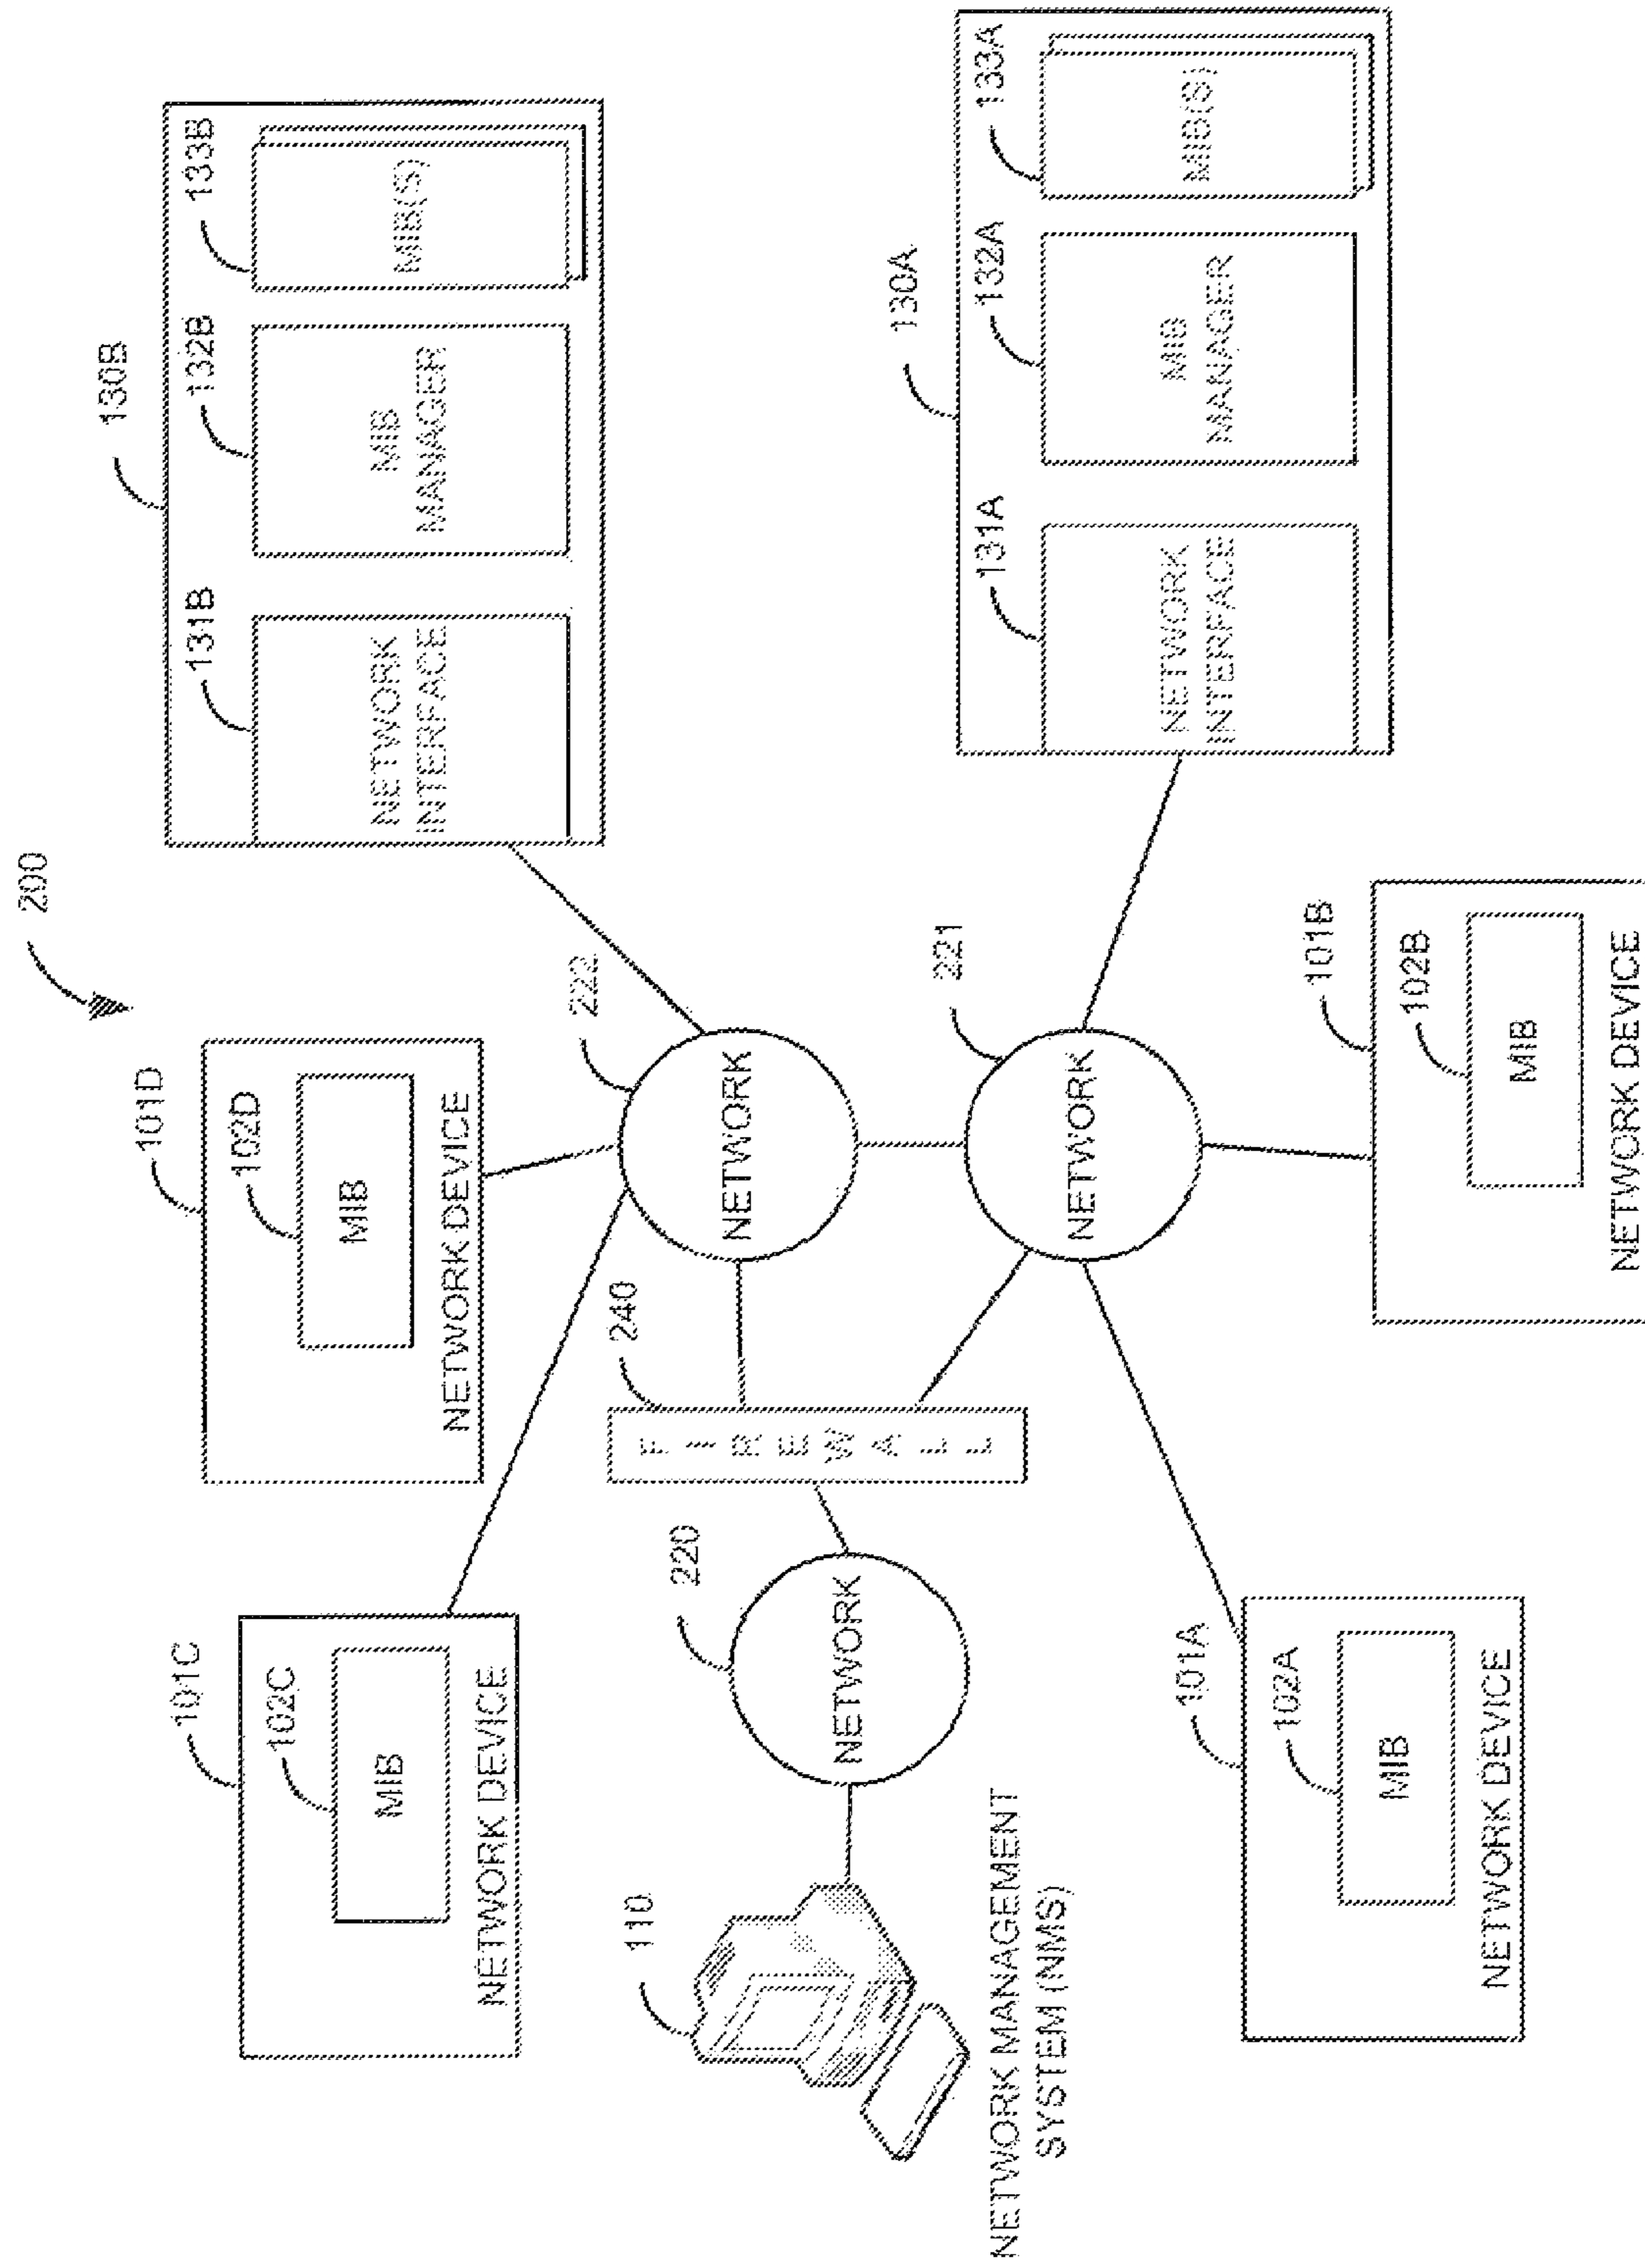 200
101C
102C
MIB
NETWORK DEVICE
101D
102D
MIB
NETWORK DEVICE
130B
131B
NETWORK
INTERFACE
132B
MIB
MANAGER
133B
MIB(S)
110
NETWORK MANAGEMENT
SYSTEM (NMS)
220
NETWORK
240
FIREWALL
222
NETWORK
221
NETWORK
101A
102A
MIB
NETWORK DEVICE
101B
102B
MIB
NETWORK DEVICE
130A
131A
NETWORK
INTERFACE
132A
MIB
MANAGER
133A
MIB(S)